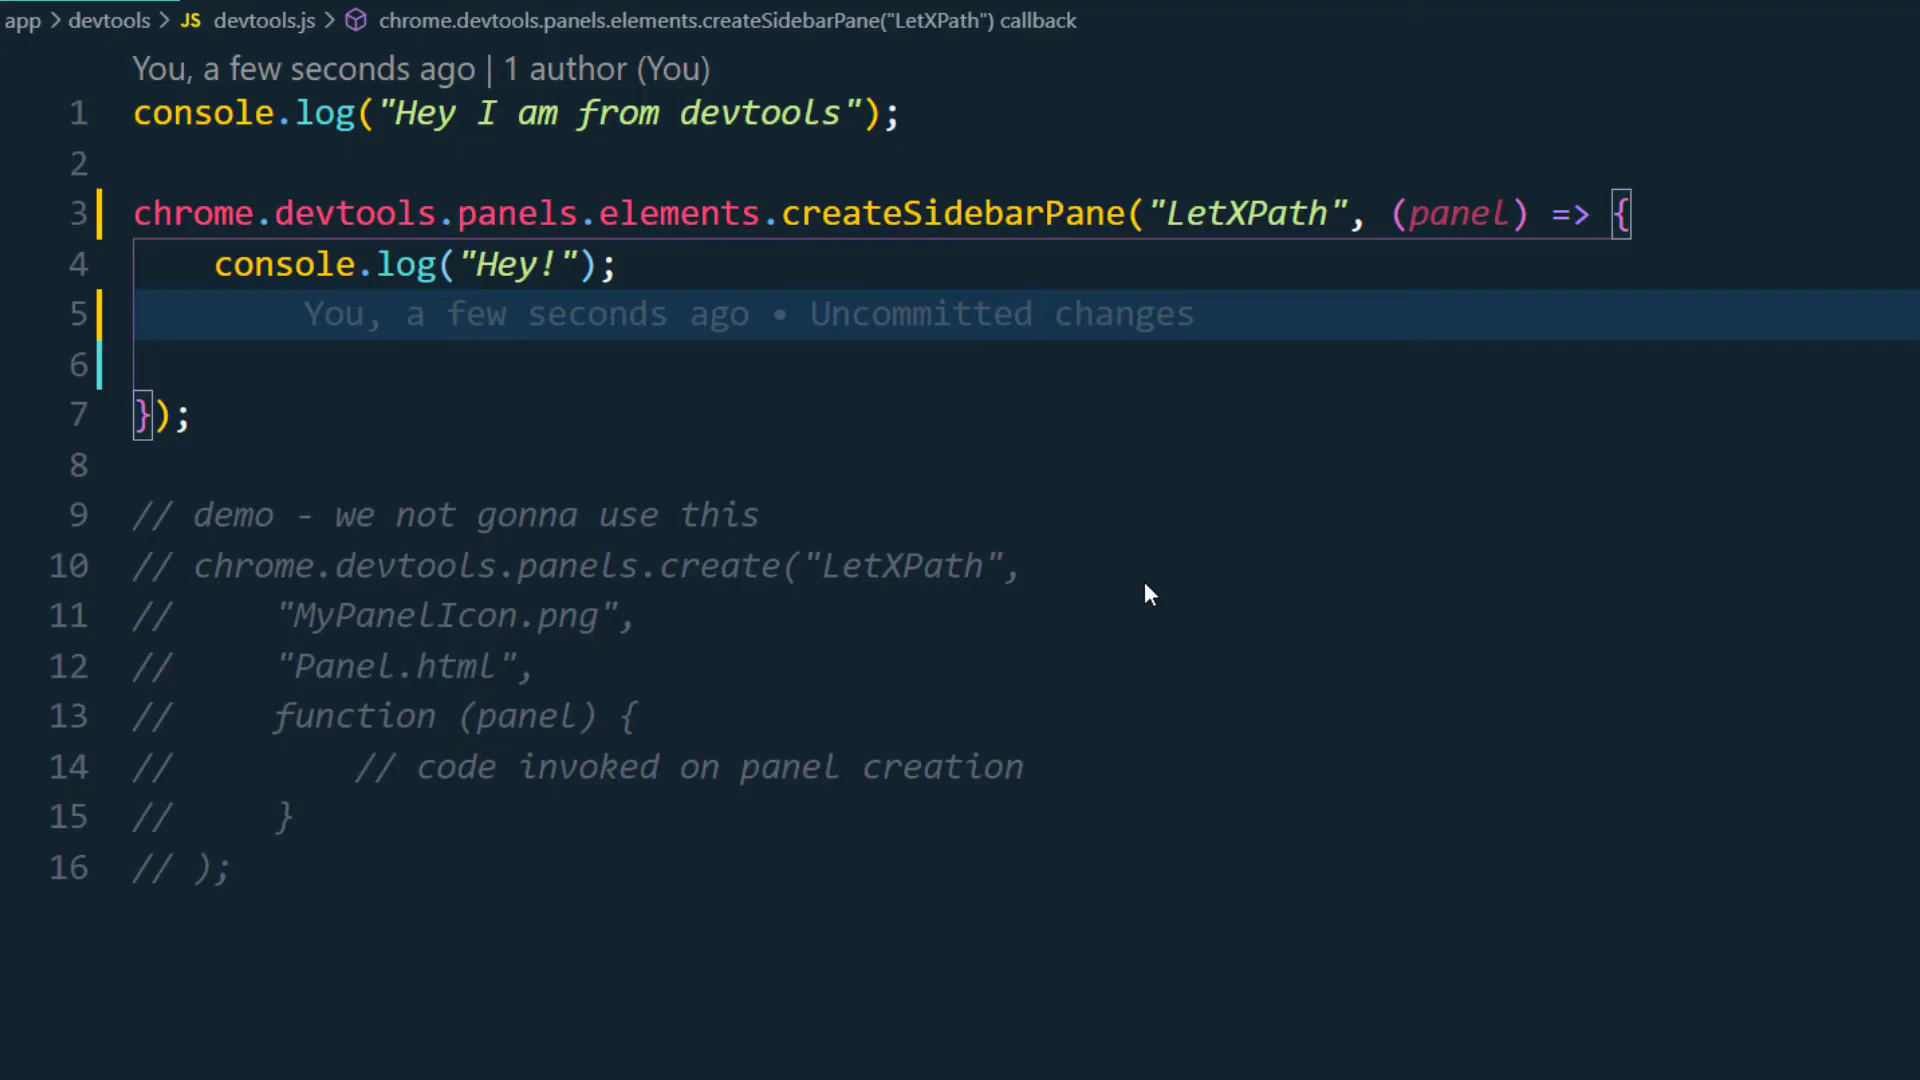 app > devtools > JS devtools.js > chrome.devtools.panels.elements.createSidebarPane("LetXPath") callback
You, a few seconds ago | 1 author (You)
1 console.log("Hey I am from devtools");
2
3 chrome.devtools.panels.elements.createSidebarPane("LetXPath", (panel) => {
4     console.log("Hey!");
5         You, a few seconds ago • Uncommitted changes
6
7 });
8
9 // demo - we not gonna use this
10 // chrome.devtools.panels.create("LetXPath",
11 //     "MyPanelIcon.png",
12 //     "Panel.html",
13 //     function (panel) {
14 //         // code invoked on panel creation
15 //     }
16 // );